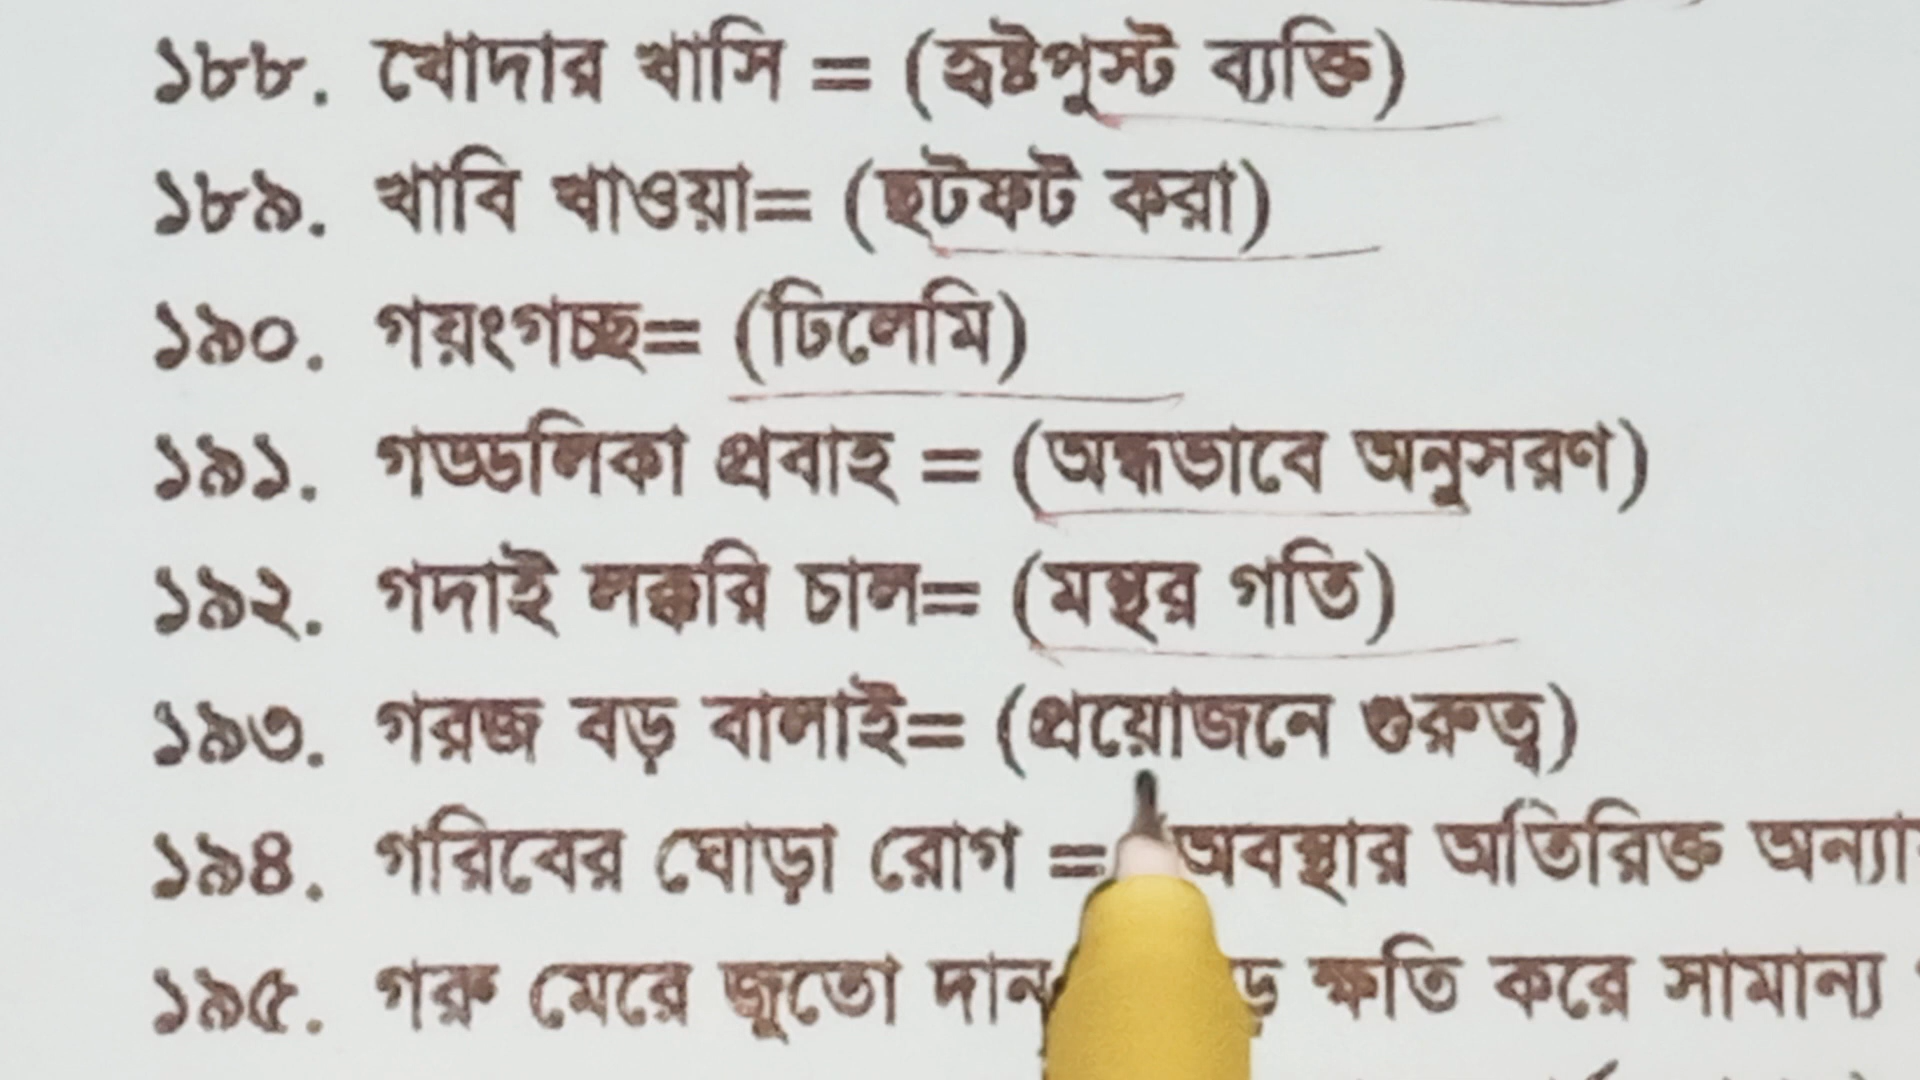 ১৮৮. খোদার খাসি = (হৃষ্টপুস্ট ব্যক্তি)
১৮৯. খাবি খাওয়া= (ছটফট করা)
১৯০. গয়ংগচ্ছ= (ঢিলেমি)
১৯১. গড্ডলিকা প্রবাহ = (অন্ধভাবে অনুসরণ)
১৯২. গদাই লস্করি চাল= (মন্থর গতি)
১৯৩. গরজ বড় বালাই= (প্রয়োজনে গুরুত্ব)
১৯৪. গরিবের ঘোড়া রোগ = অবস্থার অতিরিক্ত
১৯৫. গরু মেরে জুতো দান ক্ষতি করে সামান্য